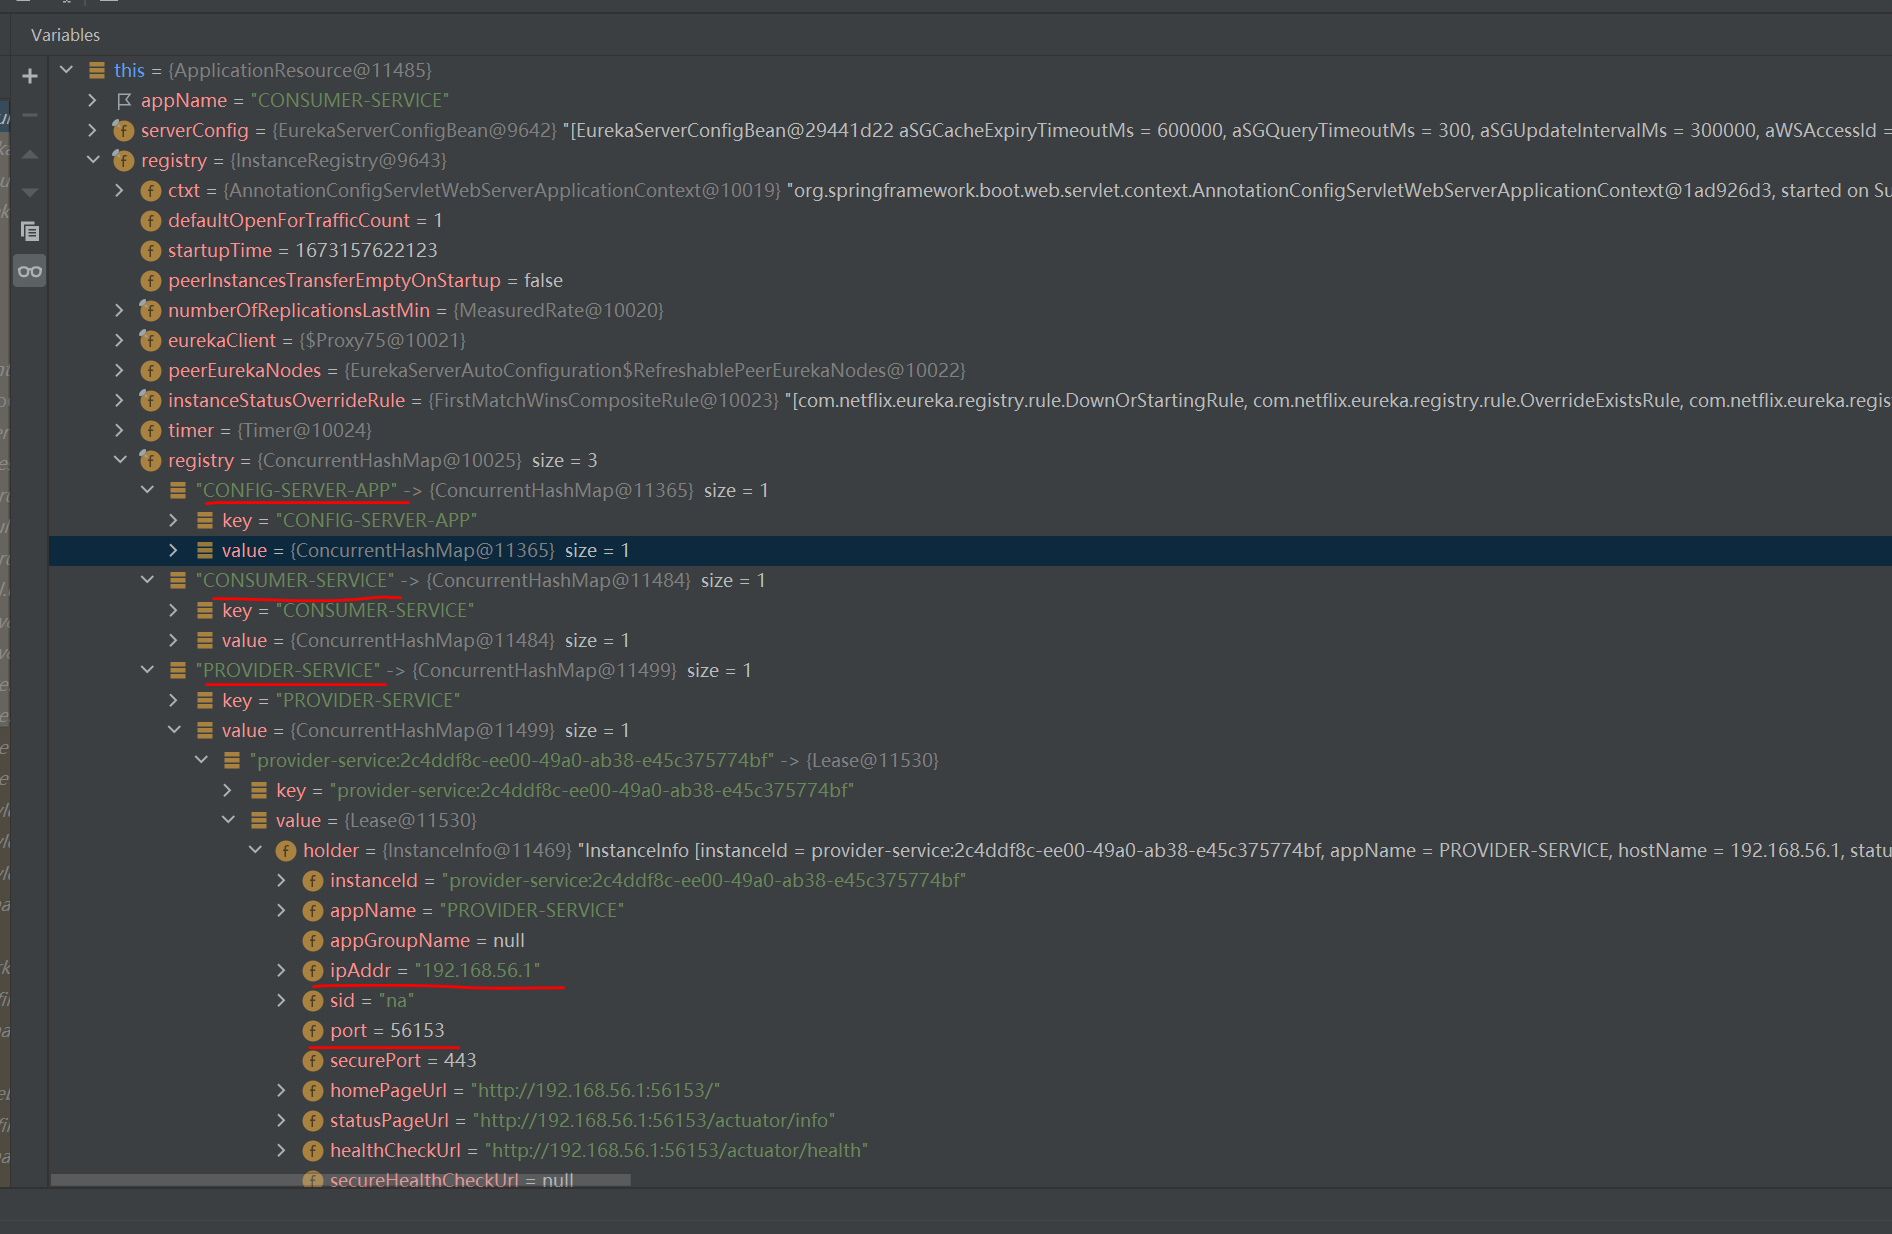 Variables
this = {ApplicationResource@11485}
appName = "CONSUMER-SERVICE"
serverConfig = {EurekaServerConfigBean@9642} "[EurekaServerConfigBean@29441d22 aSGCacheExpiryTimeoutMs = 600000, aSGQueryTimeoutMs = 300, aSGUpdateIntervalMs = 300000, aWSAccessId =
registry = {InstanceRegistry@9643}
ctxt = {AnnotationConfigServletWebServerApplicationContext@10019} "org.springframework.boot.web.servlet.context.AnnotationConfigServletWebServerApplicationContext@1ad926d3, started on Su
defaultOpenForTrafficCount = 1
startupTime = 1673157622123
peerInstancesTransferEmptyOnStartup = false
numberOfReplicationsLastMin = {MeasuredRate@10020}
eurekaClient = {$Proxy75@10021}
peerEurekaNodes = {EurekaServerAutoConfiguration$RefreshablePeerEurekaNodes@10022}
instanceStatusOverrideRule = {FirstMatchWinsCompositeRule@10023} "[com.netflix.eureka.registry.rule.DownOrStartingRule, com.netflix.eureka.registry.rule.OverrideExistsRule, com.netflix.eureka.regis
timer = {Timer@10024}
registry = {ConcurrentHashMap@10025} size = 3
"CONFIG-SERVER-APP" -> {ConcurrentHashMap@11365} size = 1
key = "CONFIG-SERVER-APP"
value = {ConcurrentHashMap@11365} size = 1
"CONSUMER-SERVICE" -> {ConcurrentHashMap@11484} size = 1
key = "CONSUMER-SERVICE"
value = {ConcurrentHashMap@11484} size = 1
"PROVIDER-SERVICE" -> {ConcurrentHashMap@11499} size = 1
key = "PROVIDER-SERVICE"
value = {ConcurrentHashMap@11499} size = 1
"provider-service:2c4ddf8c-ee00-49a0-ab38-e45c375774bf" -> {Lease@11530}
key = "provider-service:2c4ddf8c-ee00-49a0-ab38-e45c375774bf"
value = {Lease@11530}
holder = {InstanceInfo@11469} "InstanceInfo [instanceId = provider-service:2c4ddf8c-ee00-49a0-ab38-e45c375774bf, appName = PROVIDER-SERVICE, hostName = 192.168.56.1, statu
instanceId = "provider-service:2c4ddf8c-ee00-49a0-ab38-e45c375774bf"
appName = "PROVIDER-SERVICE"
appGroupName = null
ipAddr = "192.168.56.1"
sid = "na"
port = 56153
securePort = 443
homePageUrl = "http://192.168.56.1:56153/"
statusPageUrl = "http://192.168.56.1:56153/actuator/info"
healthCheckUrl = "http://192.168.56.1:56153/actuator/health"
secureHealthCheckUrl = null